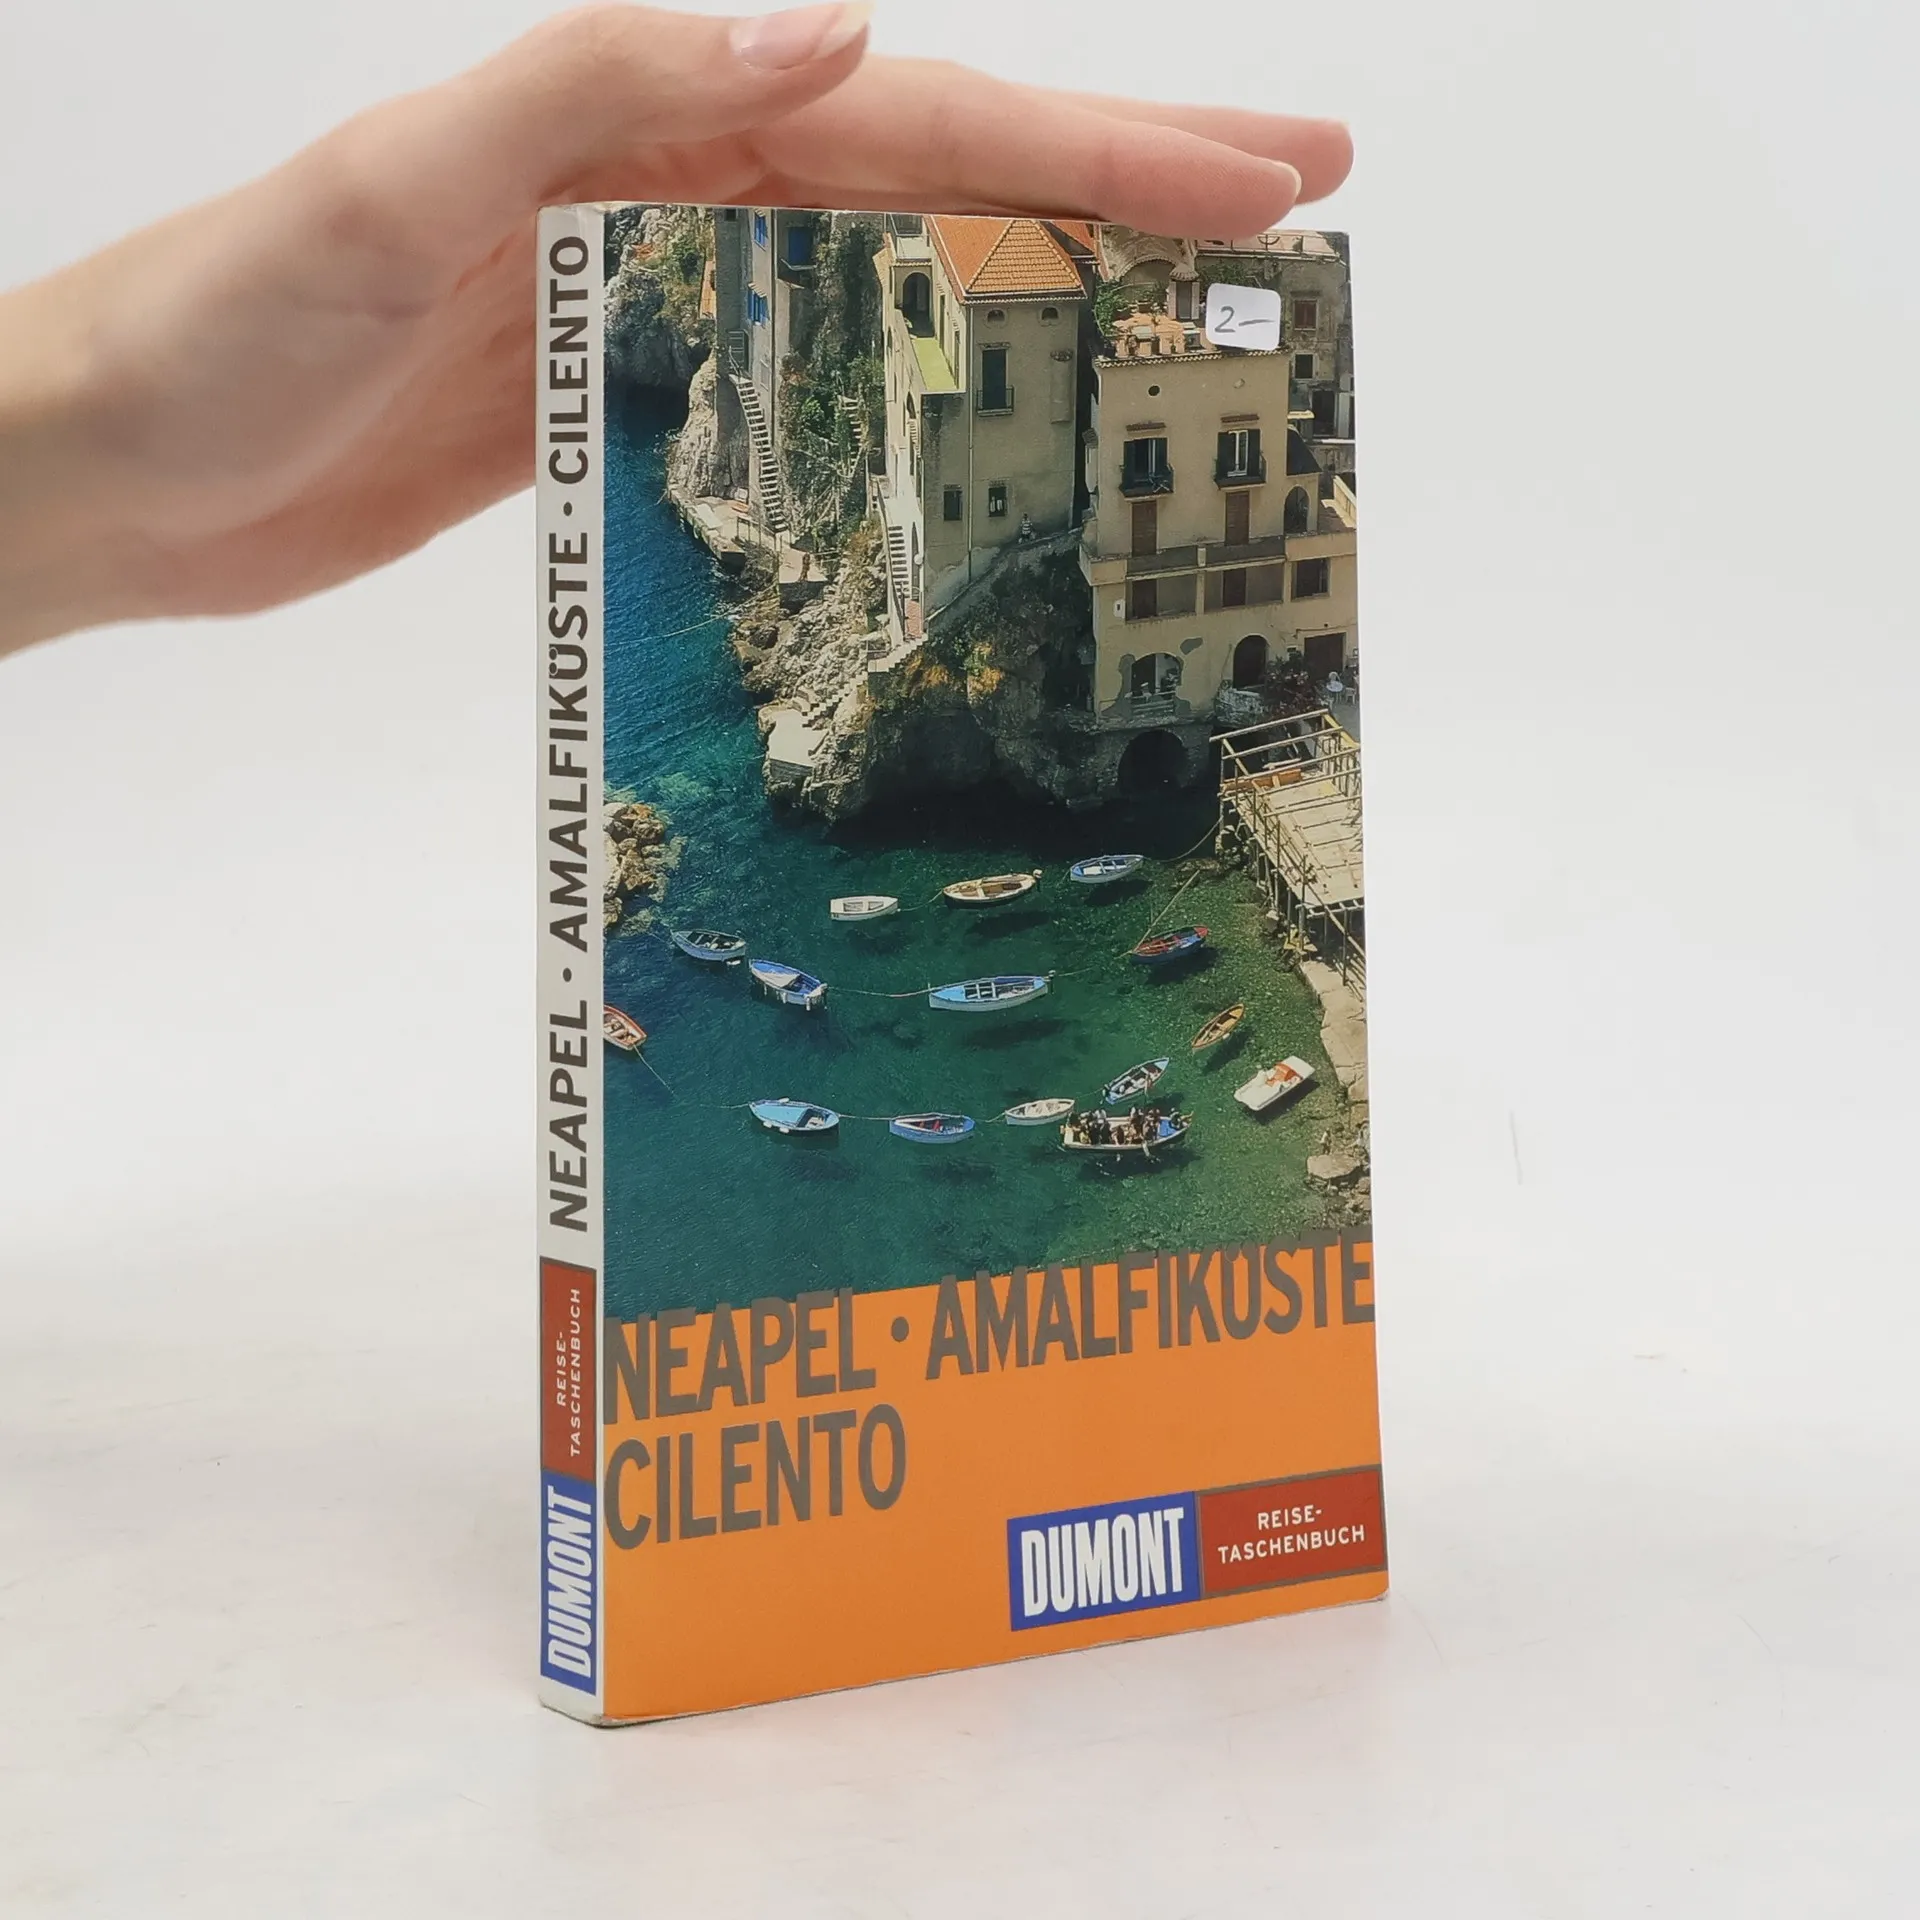 NEAPEL · AMALFIKÜSTE · CILENTO
REISE-
TASCHENBUCH
DUMONT
2—
NEAPEL · AMALFIKÜSTE
CILENTO
DUMONT
REISE-
TASCHENBUCH